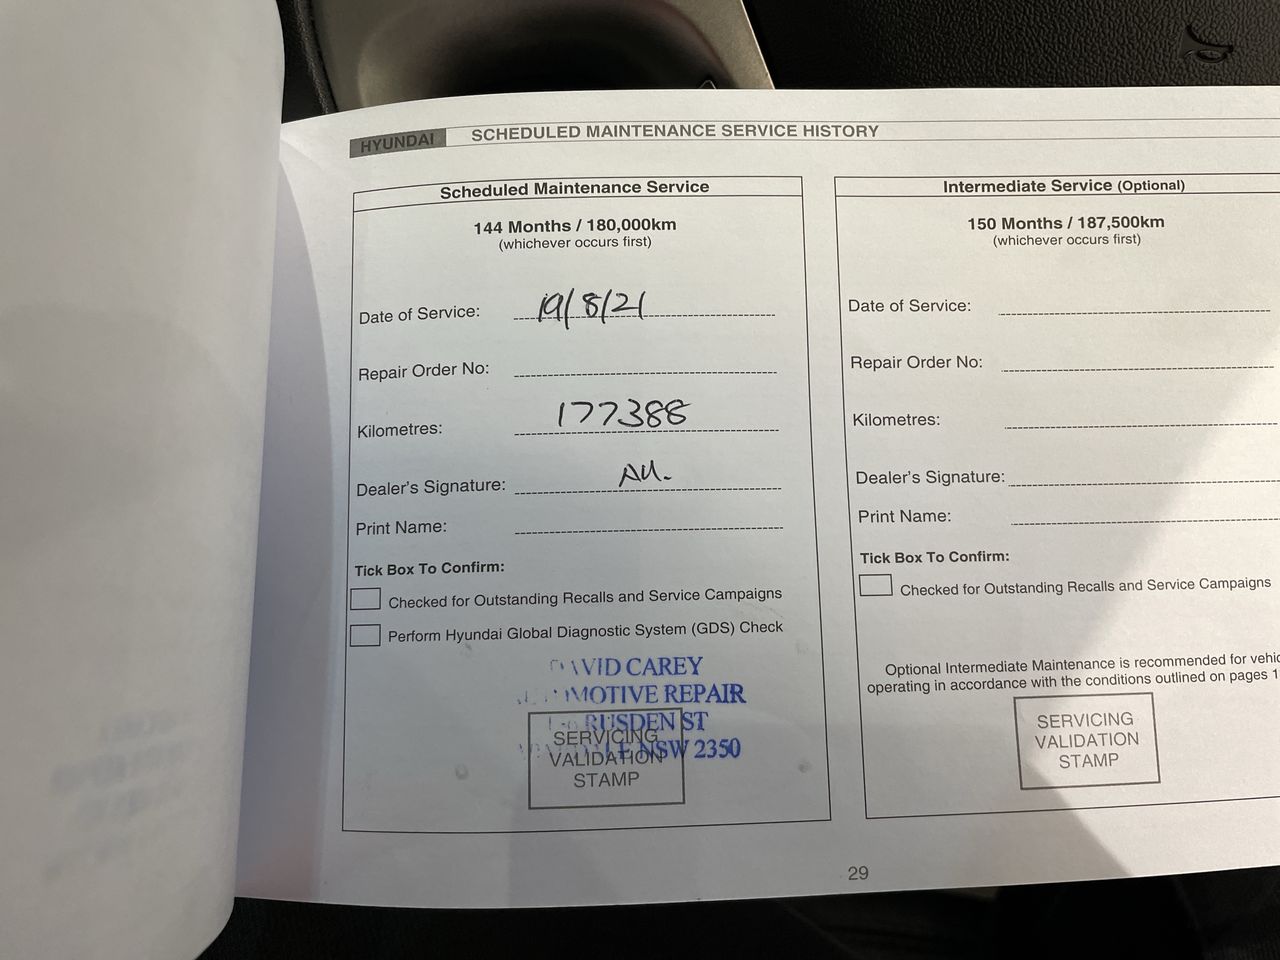 HYUNDAI
SCHEDULED MAINTENANCE SERVICE HISTORY
Scheduled Maintenance Service
144 Months / 180,000km
(whichever occurs first)
Date of Service: 19/8/21
Repair Order No:
Kilometres: 177388
Dealer's Signature:
Print Name:
Tick Box To Confirm:
Checked for Outstanding Recalls and Service Campaigns
Perform Hyundai Global Diagnostic System (GDS) Check
DAVID CAREY
AUTOMOTIVE REPAIR
RUSDEN ST
NSW 2350
SERVICING
VALIDATION
STAMP
Intermediate Service (Optional)
150 Months / 187,500km
(whichever occurs first)
Date of Service:
Repair Order No:
Kilometres:
Dealer's Signature:
Print Name:
Tick Box To Confirm:
Checked for Outstanding Recalls and Service Campaigns
Optional Intermediate Maintenance is recommended for
operating in accordance with the conditions outlined on pages
SERVICING
VALIDATION
STAMP
29